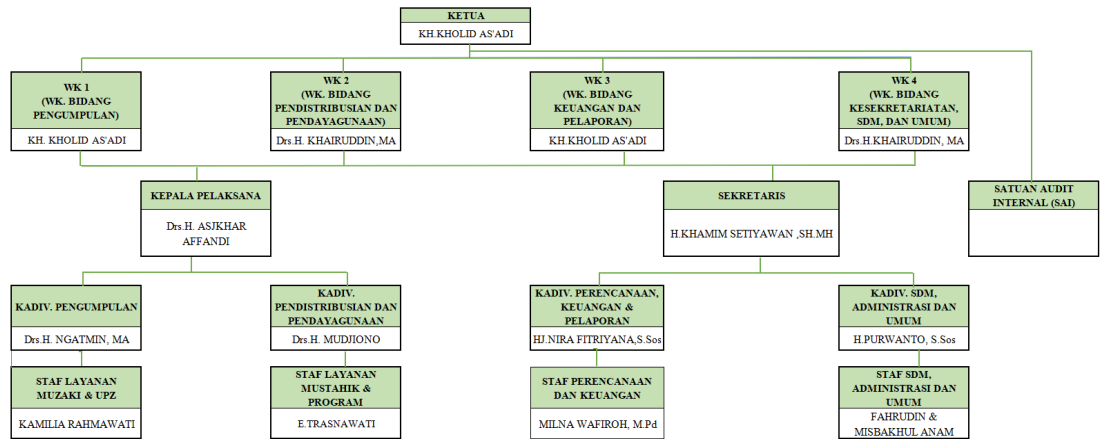 KETUA
KH.KHOLID AS'ADI
WK 1
(WK. BIDANG
PENGUMPULAN)
KH. KHOLID AS'ADI
WK 2
(WK. BIDANG
PENDISTRIBUSIAN DAN
PENDAYAGUNAAN)
Drs.H. KHAIRUDDIN,MA
WK 3
(WK. BIDANG
KEUANGAN DAN
PELAPORAN)
KH.KHOLID AS'ADI
WK 4
(WK. BIDANG
KESEKRETARIATAN,
SDM, DAN UMUM)
Drs.H.KHAIRUDDIN, MA
KEPALA PELAKSANA
Drs.H. ASJKHAR
AFFANDI
SEKRETARIS
H.KHAMIM SETIYAWAN ,SH.MH
SATUAN AUDIT
INTERNAL (SAI)
KADIV. PENGUMPULAN
Drs.H. NGATMIN, MA
KADIV.
PENDISTRIBUSIAN DAN
PENDAYAGUNAAN
Drs.H. MUDJIONO
KADIV. PERENCANAAN,
KEUANGAN &
PELAPORAN
HJ.NIRA FITRIYANA,S.Sos
KADIV. SDM,
ADMINISTRASI DAN
UMUM
H.PURWANTO, S.Sos
STAF LAYANAN
MUZAKI & UPZ
KAMILIA RAHMAWATI
STAF LAYANAN
MUSTAHIK &
PROGRAM
E.TRASNAWATI
STAF PERENCANAAN
DAN KEUANGAN
MILNA WAFIROH, M.Pd
STAF SDM,
ADMINISTRASI DAN
UMUM
FAHRUDIN &
MISBAKHUL ANAM